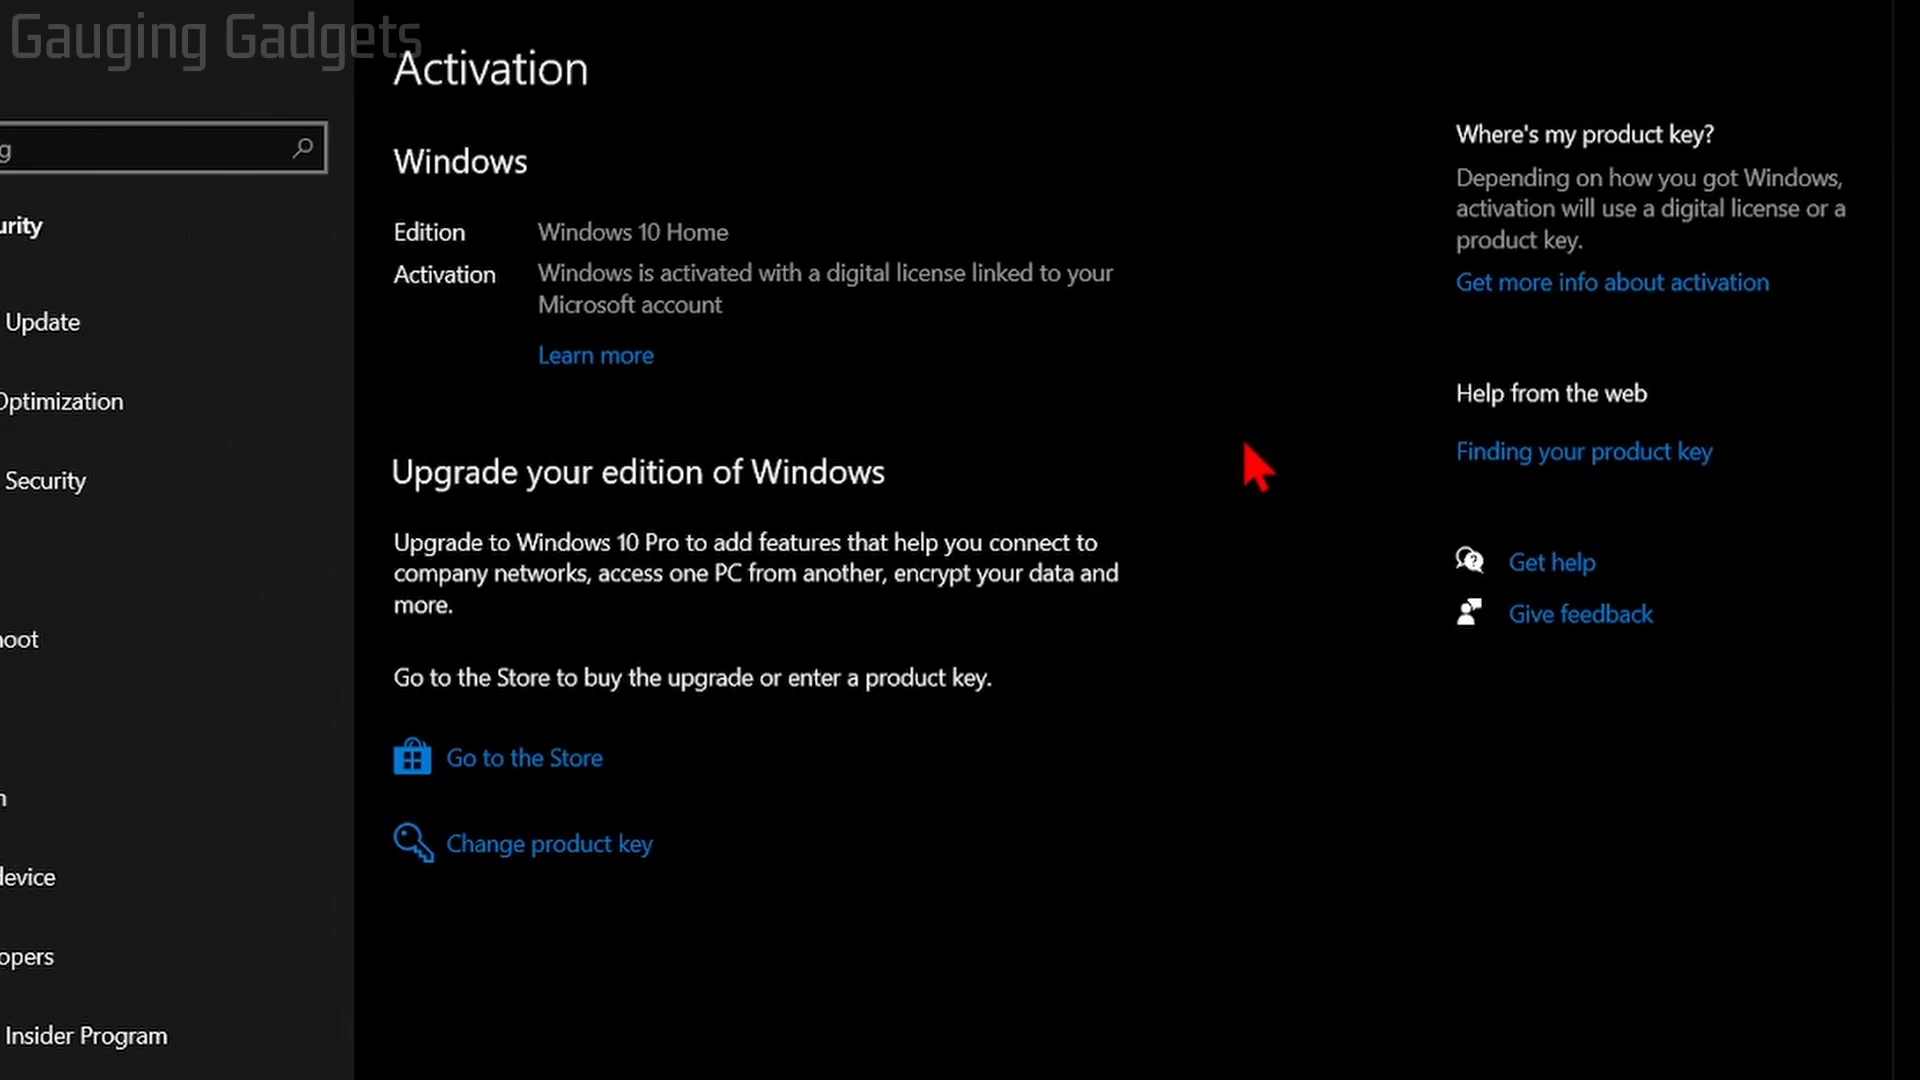 Gauging Gadgets
Activation
g
urity
Update
Optimization
Security
oot
device
opers
Insider Program
Windows
Edition Windows 10 Home
Activation Windows is activated with a digital license linked to your
Microsoft account
Learn more
Upgrade your edition of Windows
Upgrade to Windows 10 Pro to add features that help you connect to
company networks, access one PC from another, encrypt your data and
more.
Go to the Store to buy the upgrade or enter a product key.
Go to the Store
Change product key
Where's my product key?
Depending on how you got Windows,
activation will use a digital license or a
product key.
Get more info about activation
Help from the web
Finding your product key
Get help
Give feedback